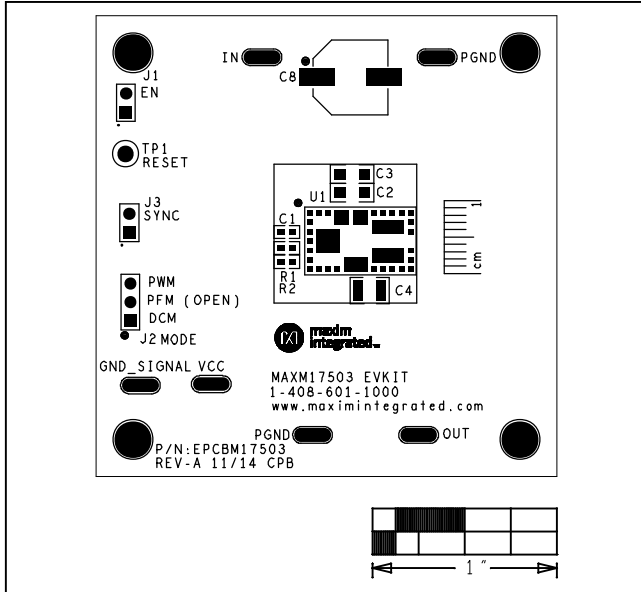 IN
PGND
C8
J1
EN
TP1
RESET
J3
SYNC
C3
C2
U1
C1
R1
R2
C4
1
cm
PWM
PFM (OPEN)
DCM
J2 MODE
maxim
integrated™
GND_SIGNAL VCC
MAXM17503 EVKIT
1-408-601-1000
www.maximintegrated.com
PGND
OUT
P/N:EPCBM17503
REV-A 11/14 CPB
1 "